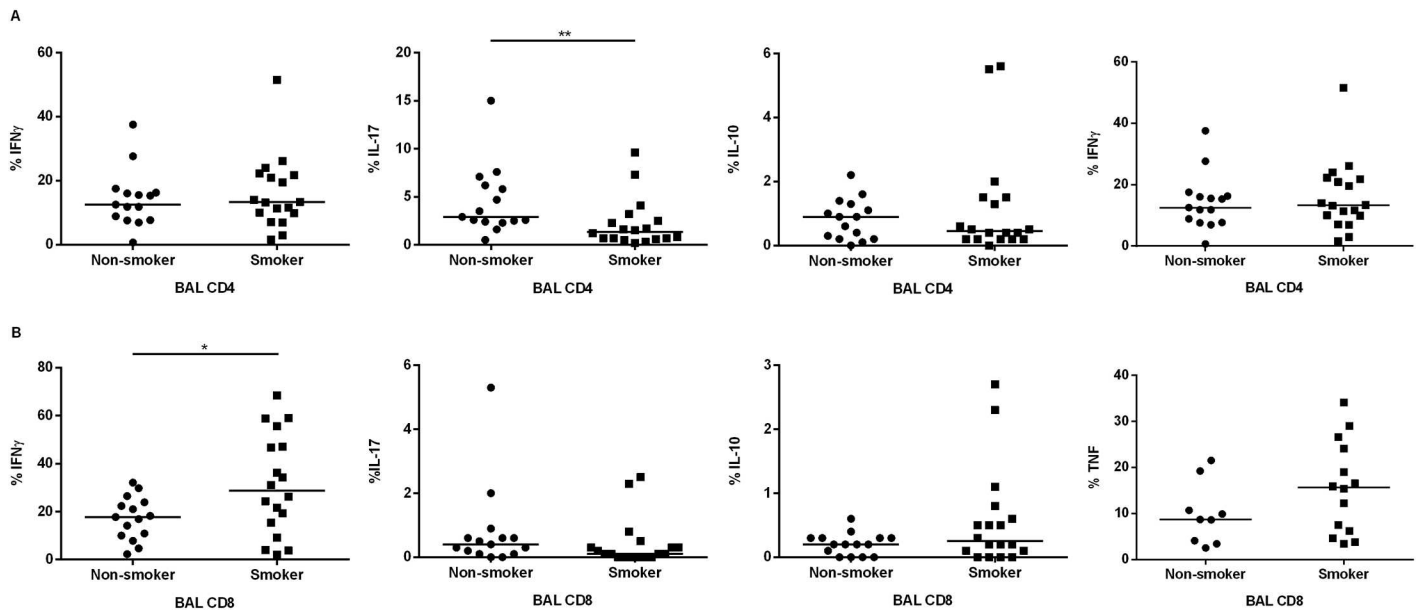 A
% IFNγ
60
40
20
0
Non-smoker Smoker
BAL CD4
**
% IL-17
20
15
10
5
0
Non-smoker Smoker
BAL CD4
% IL-10
6
4
2
0
Non-smoker Smoker
BAL CD4
% IFNγ
60
40
20
0
Non-smoker Smoker
BAL CD4
B
*
% IFNγ
80
60
40
20
0
Non-smoker Smoker
BAL CD8
%IL-17
6
4
2
0
Non-smoker Smoker
BAL CD8
% IL-10
3
2
1
0
Non-smoker Smoker
BAL CD8
% TNF
40
30
20
10
0
Non-smoker Smoker
BAL CD8